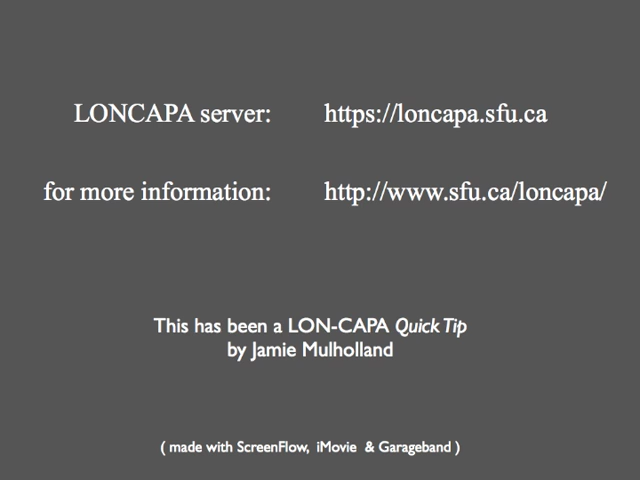 LONCAPA server: https://loncapa.sfu.ca
for more information: http://www.sfu.ca/loncapa/
This has been a LON-CAPA Quick Tip
by Jamie Mulholland
( made with ScreenFlow, iMovie & Garageband )